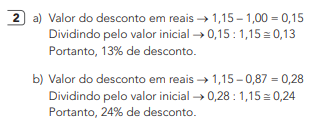 2 a) Valor do desconto em reais → 1,15 – 1,00 = 0,15
Dividindo pelo valor inicial → 0,15 : 1,15 ≅ 0,13
Portanto, 13% de desconto.
b) Valor do desconto em reais → 1,15 – 0,87 = 0,28
Dividindo pelo valor inicial → 0,28 : 1,15 ≅ 0,24
Portanto, 24% de desconto.